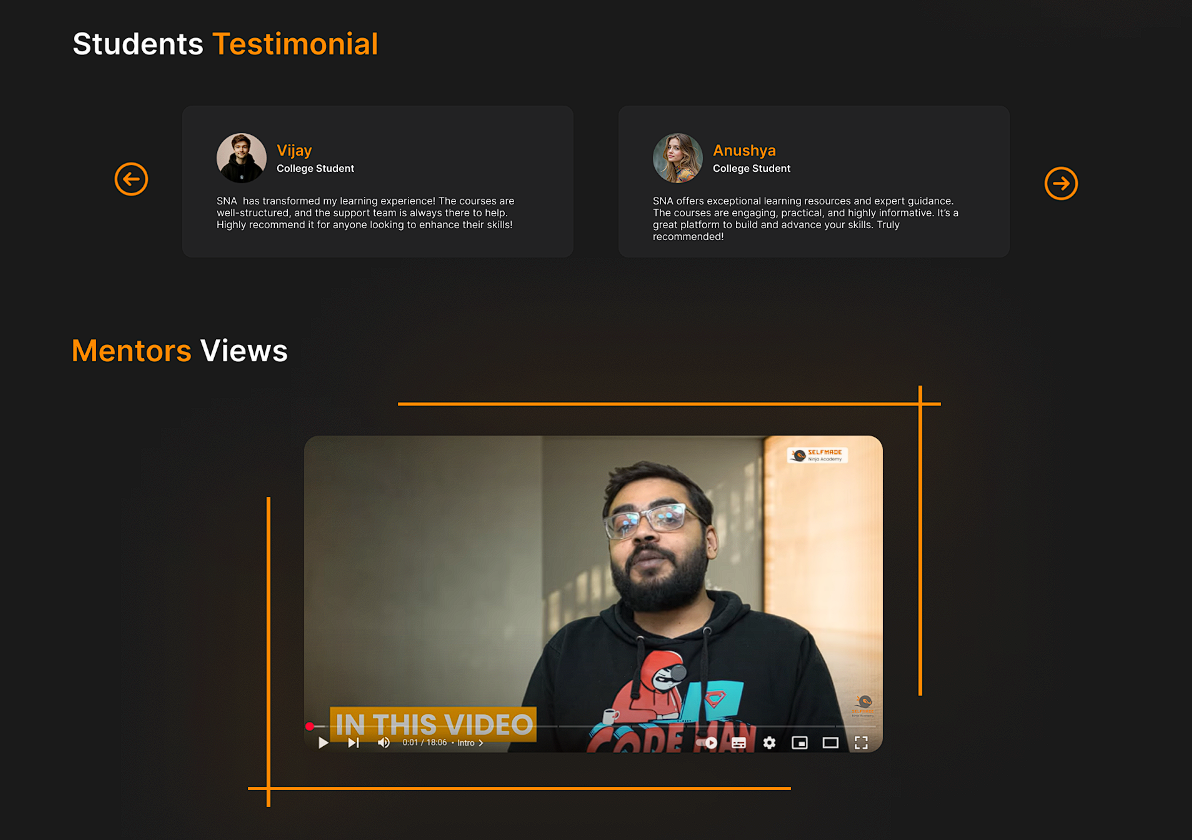 Students Testimonial
Vijay
College Student
SNA has transformed my learning experience! The courses are
well-structured, and the support team is always there to help.
Highly recommend it for anyone looking to enhance their skills!
Anushya
College Student
SNA offers exceptional learning resources and expert guidance.
The courses are engaging, practical, and highly informative. It's a
great platform to build and advance your skills. Truly
recommended!
Mentors Views
SELFMADE
Ninja Academy
IN THIS VIDEO
CODE MAN
0:01 / 18:06 • Intro